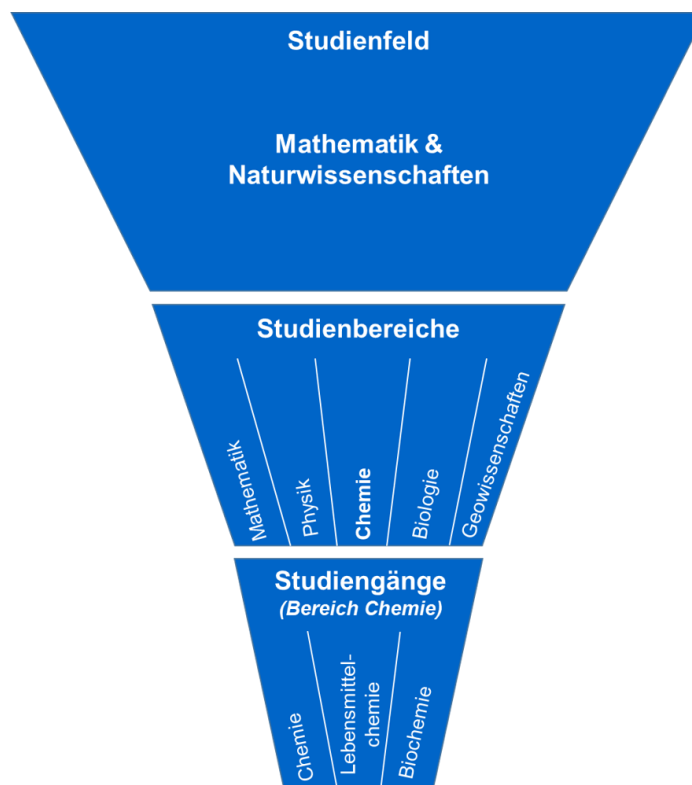 Studienfeld
Mathematik &
Naturwissenschaften
Studienbereiche
Mathematik
Physik
Chemie
Biologie
Geowissenschaften
Studiengänge
(Bereich Chemie)
Chemie
Lebensmittel-
chemie
Biochemie